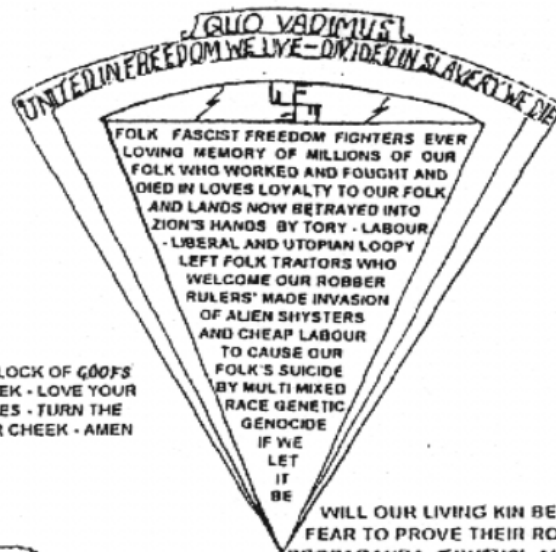 QUO VADIMUS
UNITED IN FREEDOM WE LIVE - DIVIDED IN SLAVERY WE DIE
FOLK FASCIST FREEDOM FIGHTERS EVER
LOVING MEMORY OF MILLIONS OF OUR
FOLK WHO WORKED AND FOUGHT AND
DIED IN LOVES LOYALTY TO OUR FOLK
AND LANDS NOW BETRAYED INTO
ZION'S HANDS BY TORY - LABOUR
- LIBERAL AND UTOPIAN LOOPY
LEFT FOLK TRAITORS WHO
WELCOME OUR ROBBER
RULERS' MADE INVASION
OF ALIEN SHYSTERS
AND CHEAP LABOUR
TO CAUSE OUR
FOLK'S SUICIDE
BY MULTI MIXED
RACE GENETIC
GENOCIDE
IF WE
LET
IT
BE
LOCK OF GOOFS
EK - LOVE YOUR
ES - TURN THE
R CHEEK - AMEN
WILL OUR LIVING KIN BE
FEAR TO PROVE THEIR RO